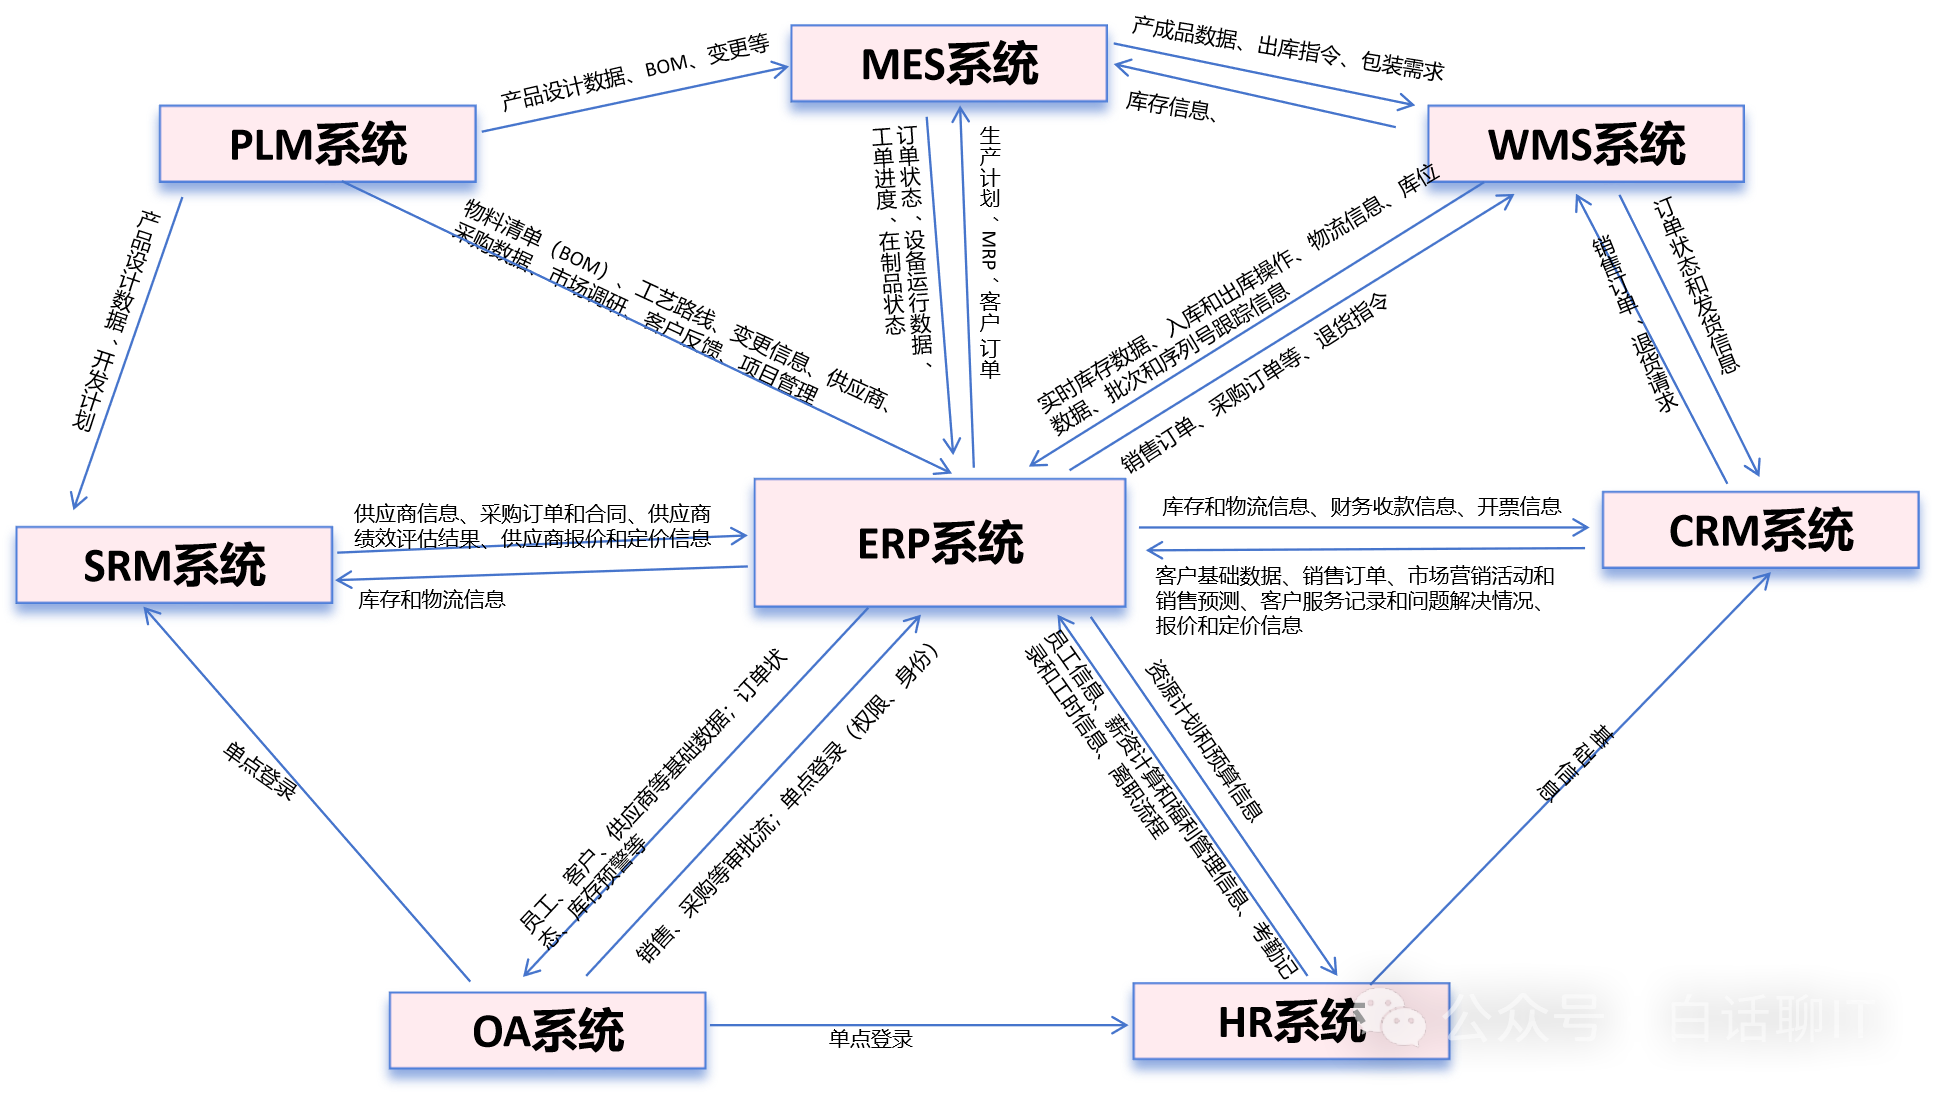 MES系统
产成品数据、出库指令、包装需求
产品设计数据、BOM、变更等
库存信息、
PLM系统
WMS系统
订单状态、设备运行数据、
工单进度、在制品状态
生产计划、MRP、客户订单
产品设计数据、开发计划
物料清单（BOM）、工艺路线、变更信息、供应商、
采购数据、市场调研、客户反馈、项目管理
实时库存数据、入库和出库操作、物流信息、库位
数据、批次和序列号跟踪信息
销售订单、采购订单等、退货指令
销售订单、退货请求
订单状态和发货信息
SRM系统
供应商信息、采购订单和合同、供应商
绩效评估结果、供应商报价和定价信息
库存和物流信息
ERP系统
库存和物流信息、财务收款信息、开票信息
CRM系统
客户基础数据、销售订单、市场营销活动和
销售预测、客户服务记录和问题解决情况、
报价和定价信息
单点登录
员工、客户、供应商等基础数据；订单状
态、库存预警等
销售、采购等审批流；单点登录（权限、身份）
员工信息、薪资计算和福利管理信息、考勤记
录和工时信息、离职流程
资源计划和预算信息
基础信息
OA系统
单点登录
HR系统
公众号
白话聊IT